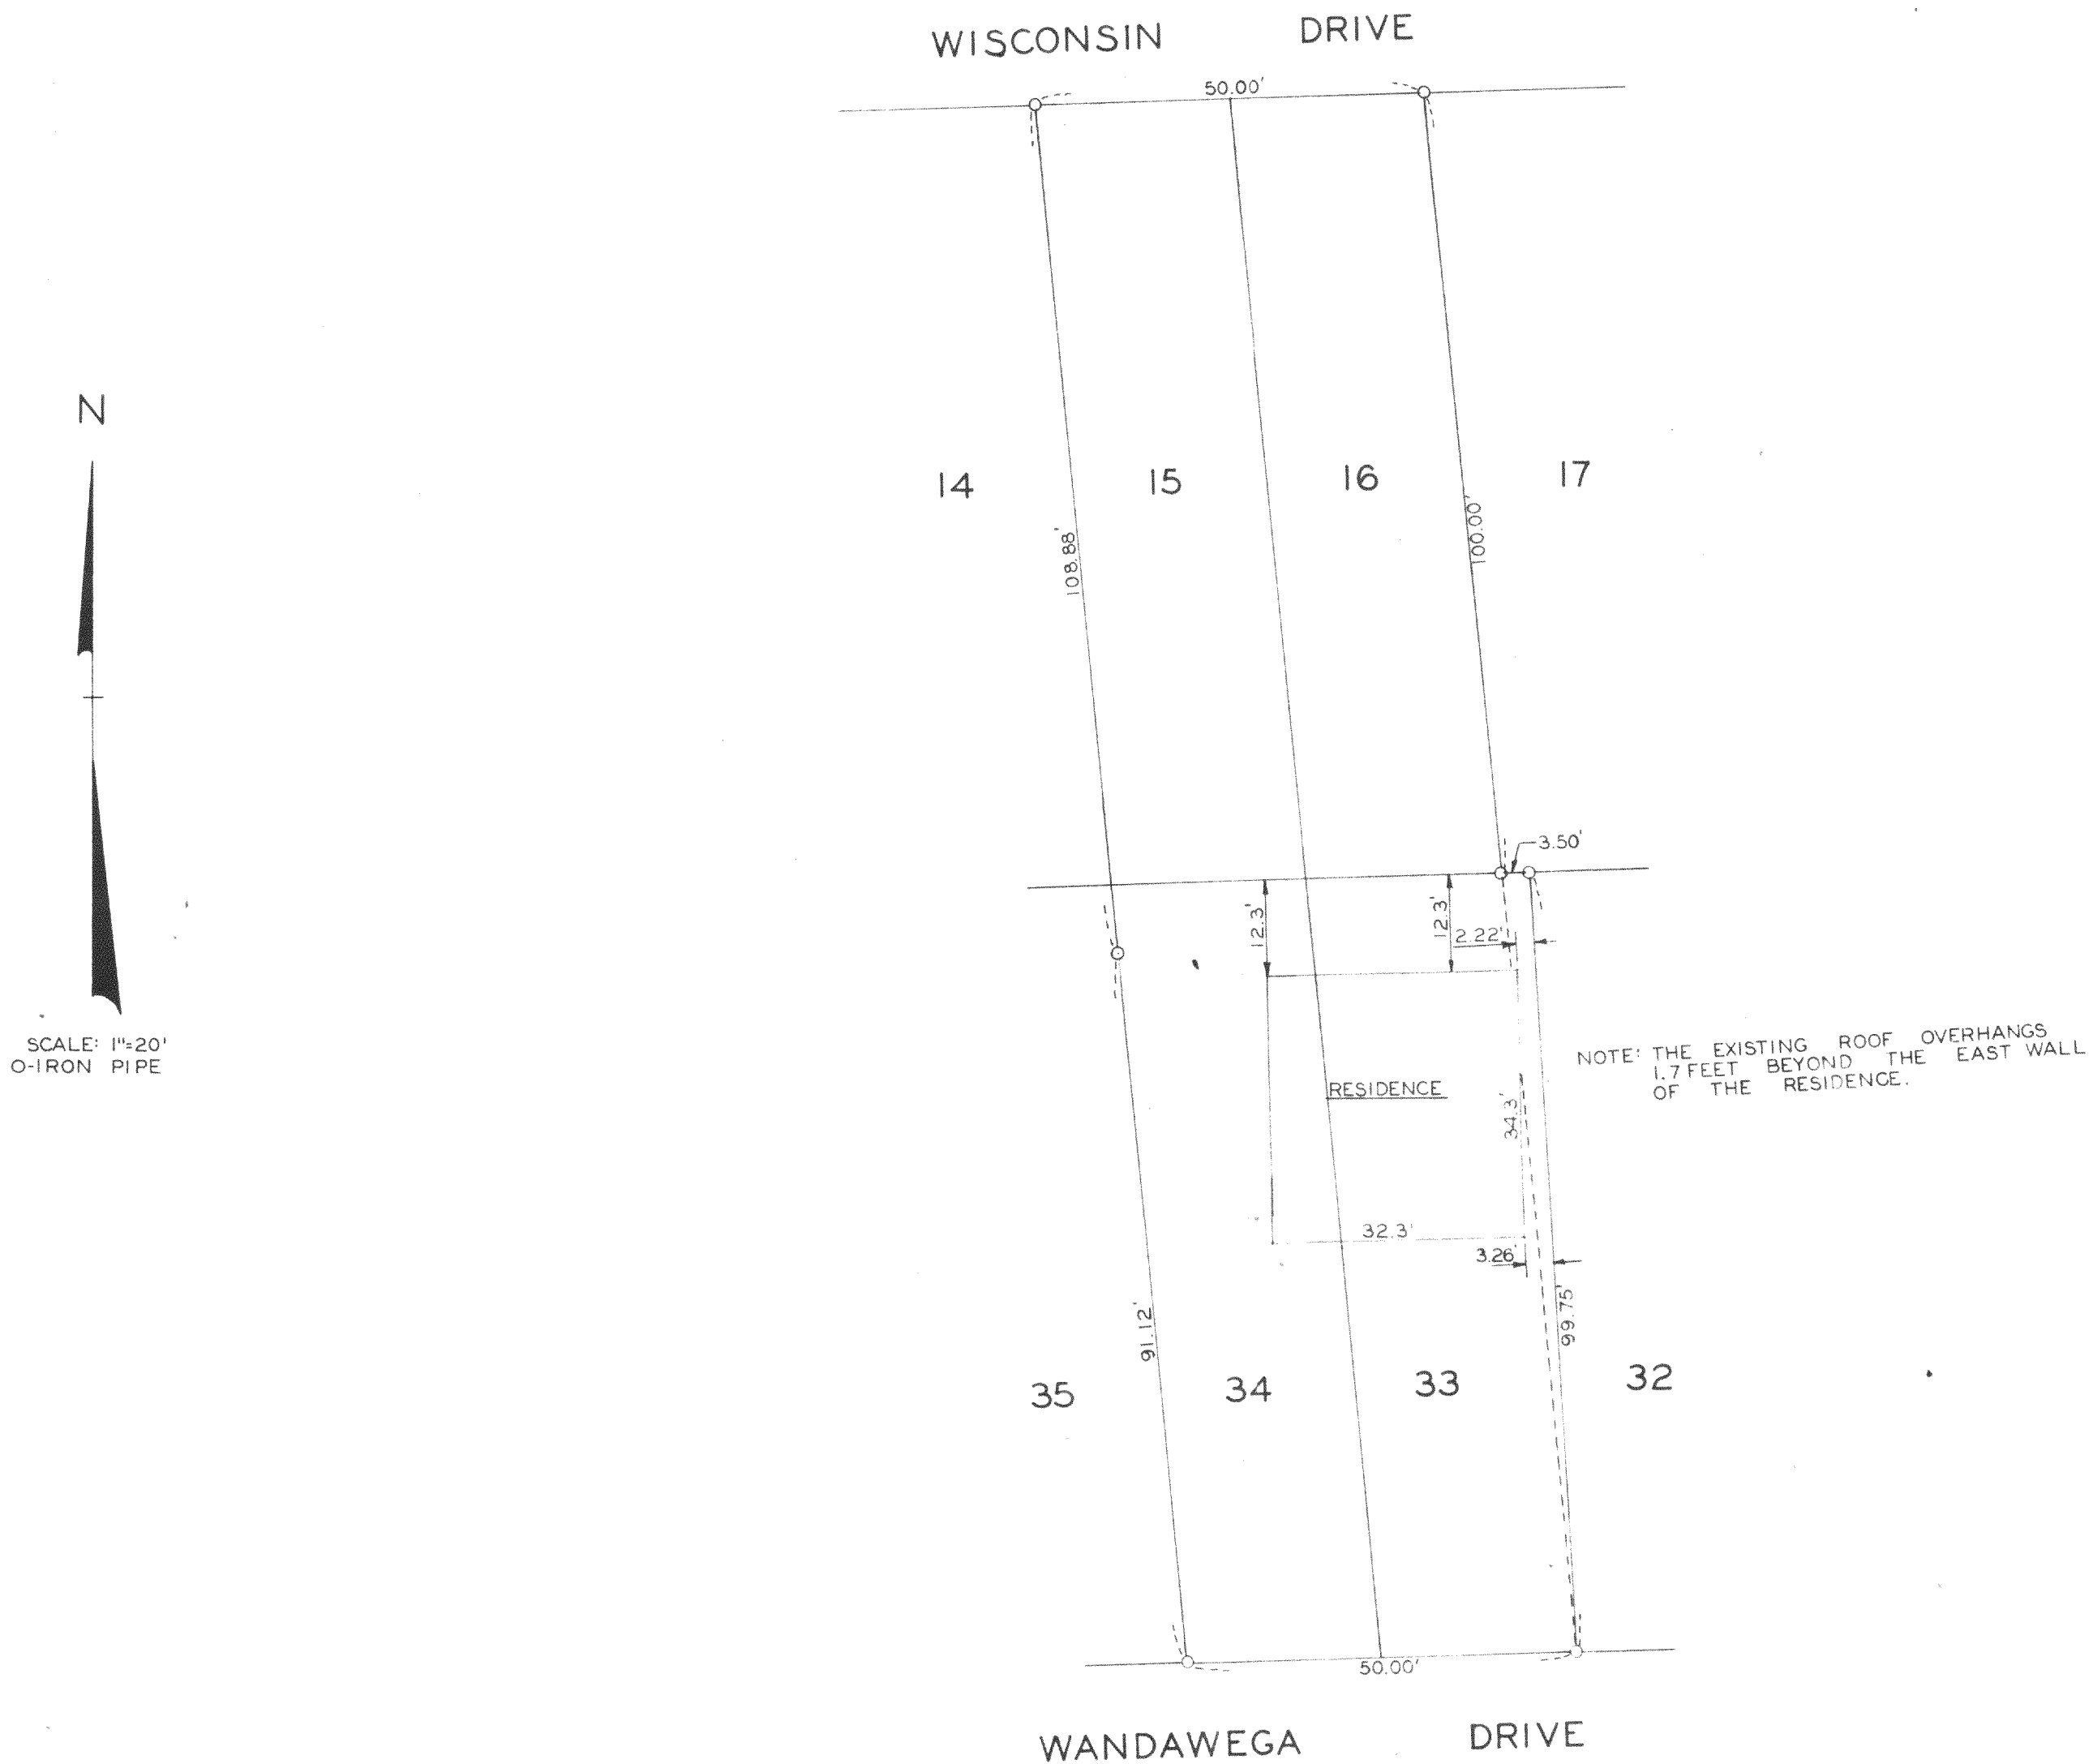 WISCONSIN DRIVE
50.00'
N
14
15
16
17
108.88'
100.00'
3.50'
12.3'
12.3'
2.22'
SCALE: 1"=20'
O-IRON PIPE
NOTE: THE EXISTING ROOF OVERHANGS
1.7 FEET BEYOND THE EAST WALL
OF THE RESIDENCE.
RESIDENCE
34.3'
32.3'
3.26'
91.12'
99.75'
35
34
33
32
50.00'
WANDAWEGA DRIVE